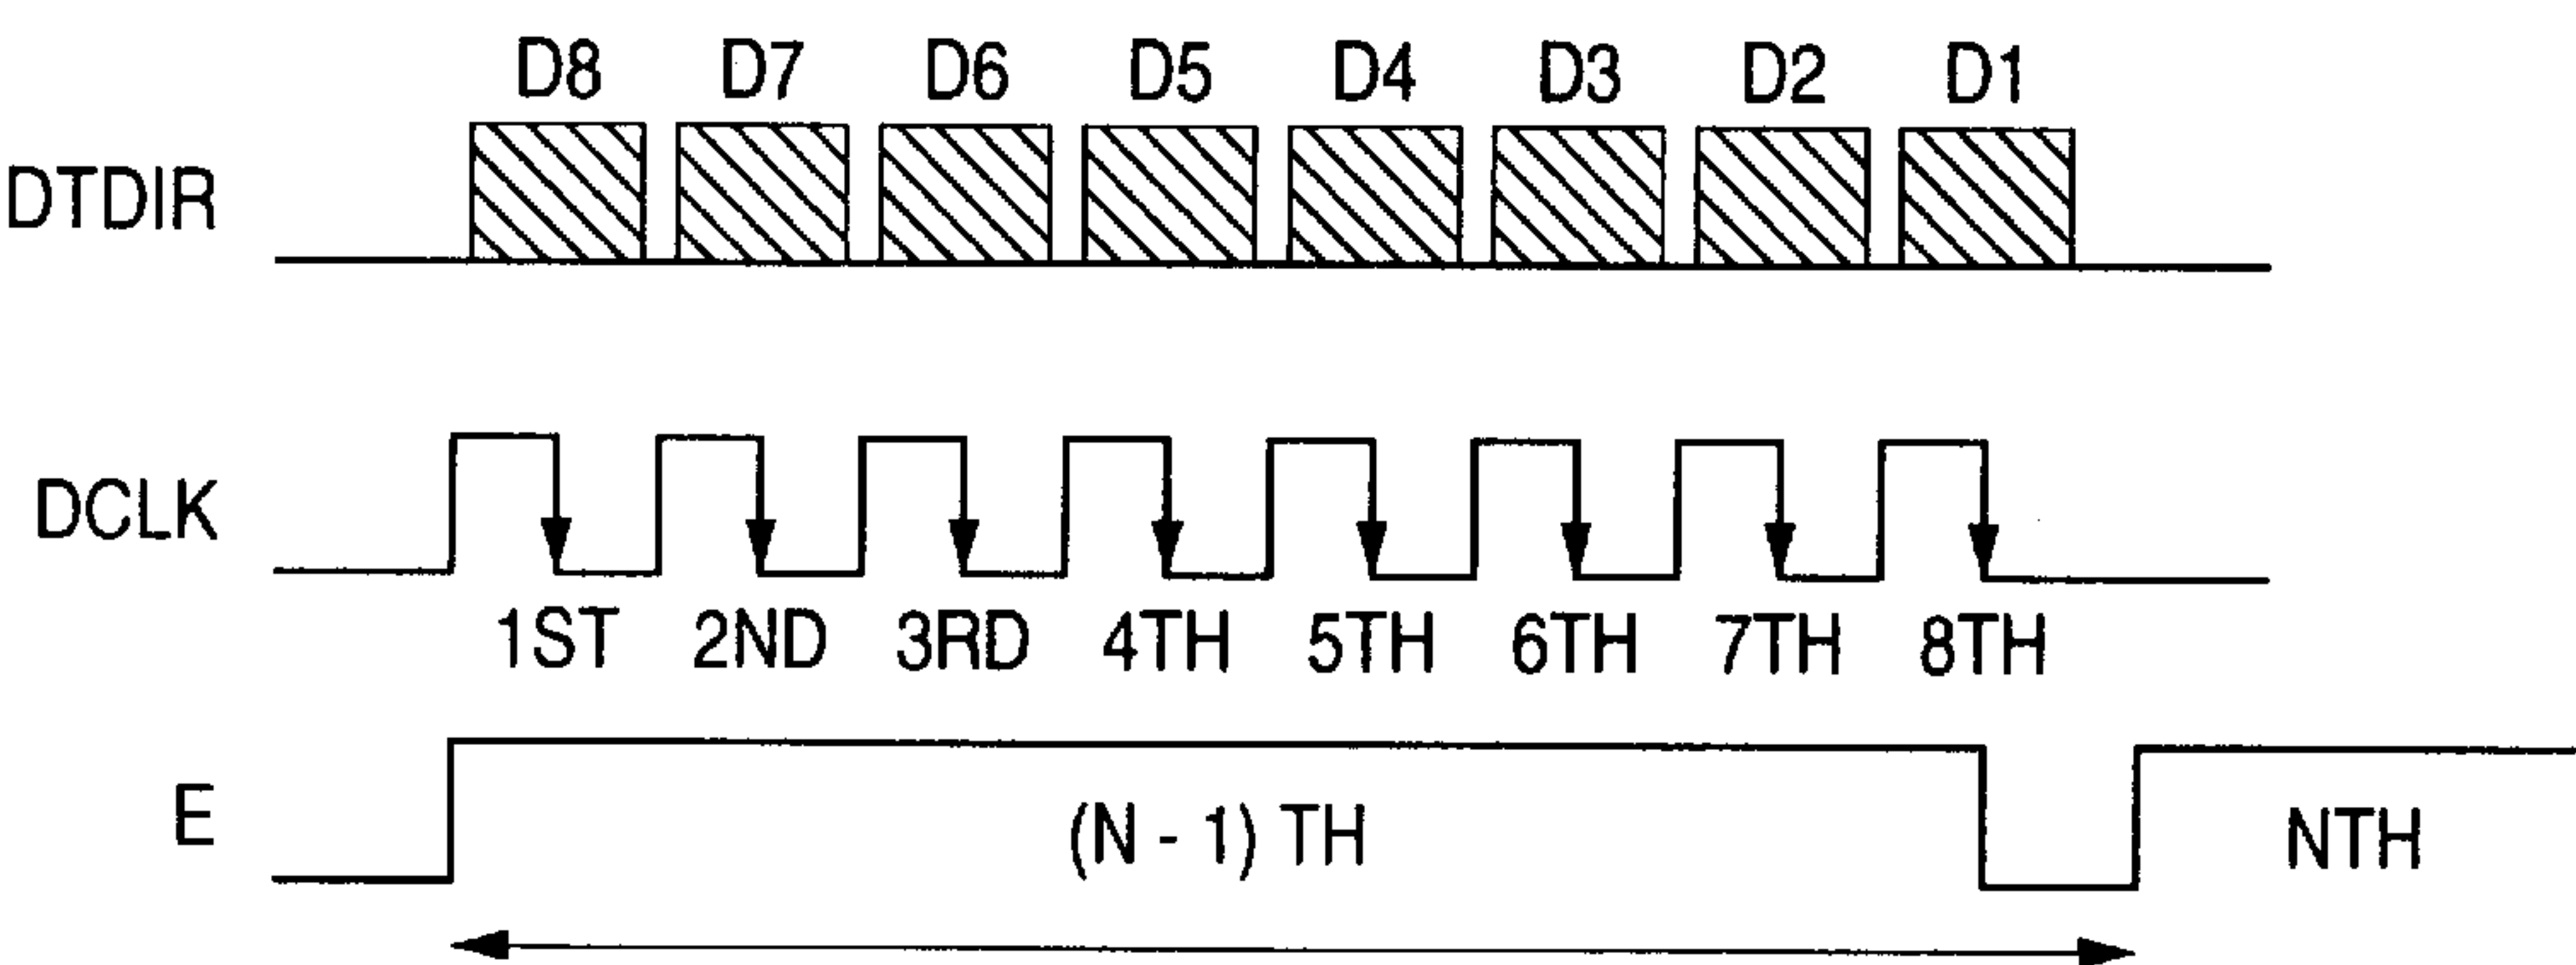 D8 D7 D6 D5 D4 D3 D2 D1
DTDIR
DCLK
1ST 2ND 3RD 4TH 5TH 6TH 7TH 8TH
E
(N - 1) TH NTH